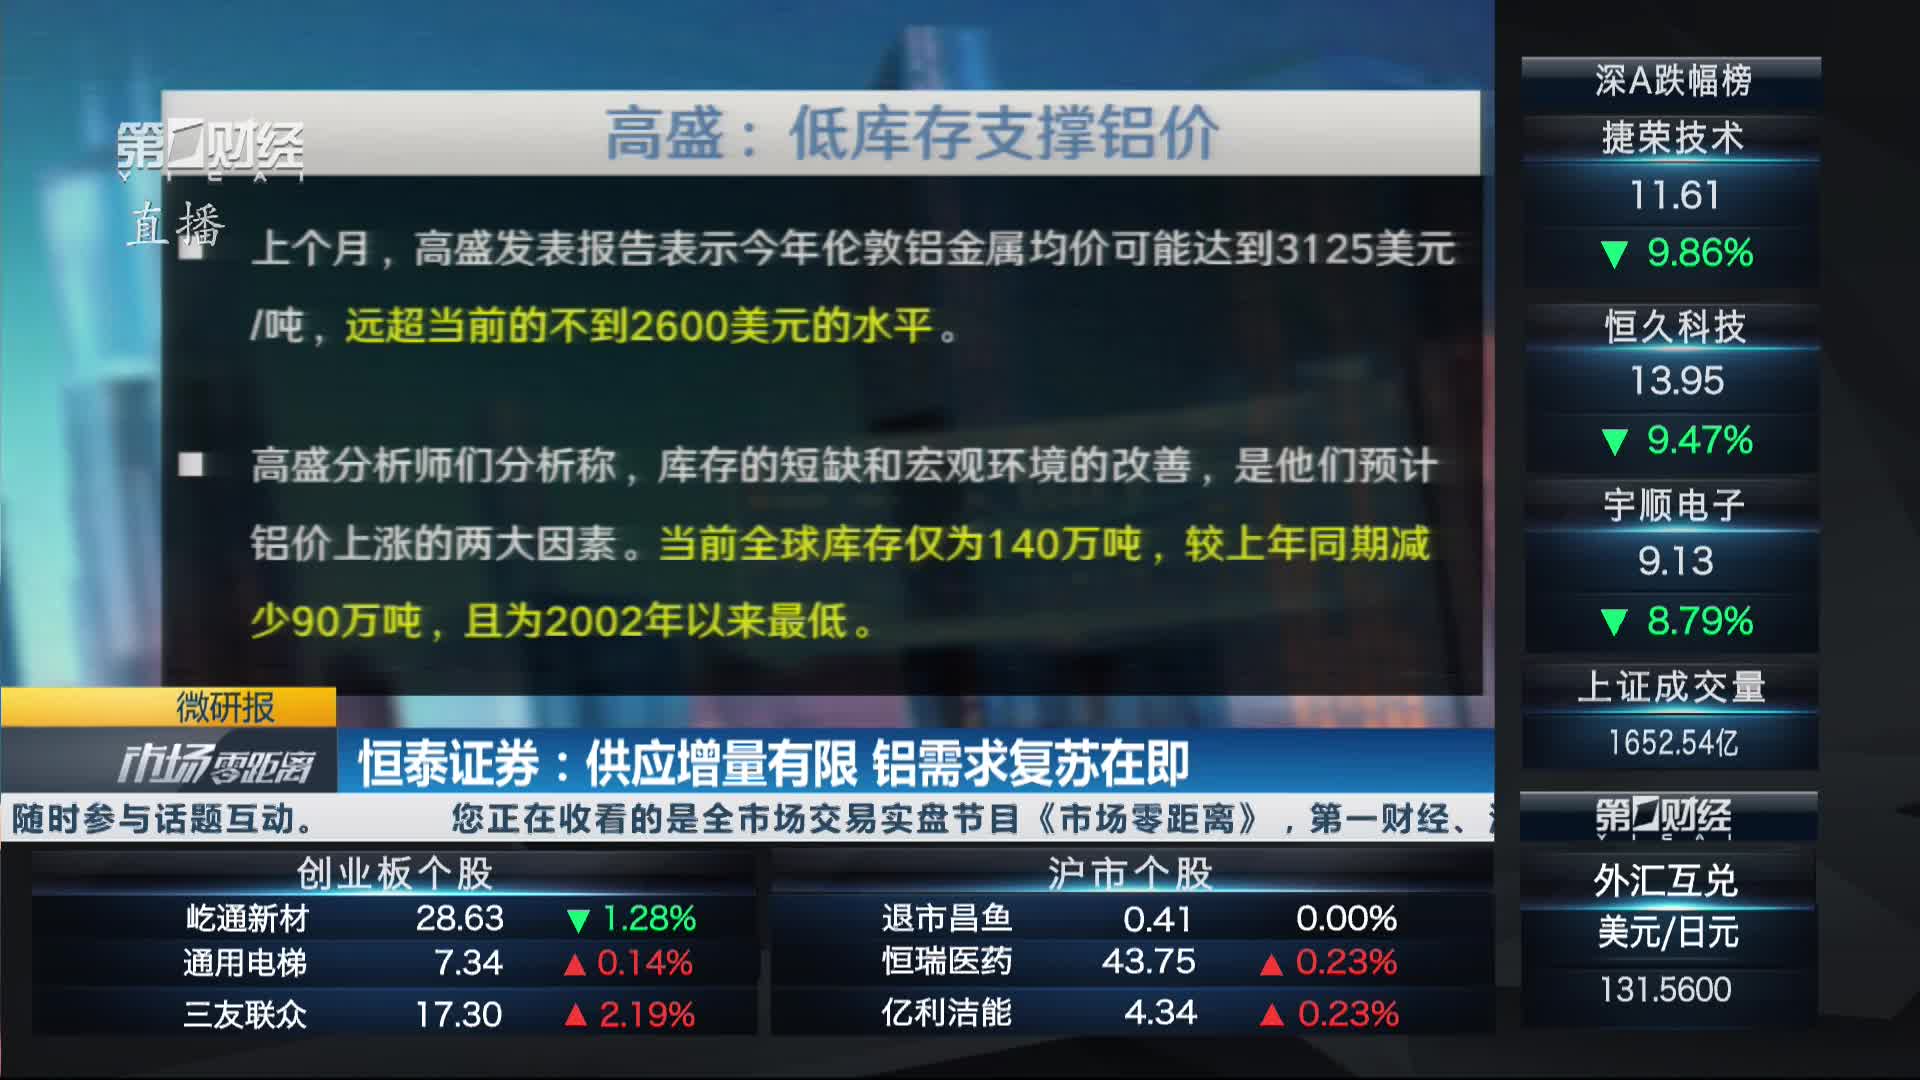 高盛：低库存支撑铝价
第一财经
YICAI
直播
上个月，高盛发表报告表示今年伦敦铝金属均价可能达到3125美元
/吨，远超当前的不到2600美元的水平。
高盛分析师们分析称，库存的短缺和宏观环境的改善，是他们预计
铝价上涨的两大因素。当前全球库存仅为140万吨，较上年同期减
少90万吨，且为2002年以来最低。
微研报
市场零距离
恒泰证券：供应增量有限 铝需求复苏在即
随时参与话题互动。 您正在收看的是全市场交易实盘节目《市场零距离》，第一财经、
创业板个股
屹通新材 28.63 ▼ 1.28%
通用电梯 7.34 ▲ 0.14%
三友联众 17.30 ▲ 2.19%
沪市个股
退市昌鱼 0.41 0.00%
恒瑞医药 43.75 ▲ 0.23%
亿利洁能 4.34 ▲ 0.23%
深A跌幅榜
捷荣技术
11.61
▼ 9.86%
恒久科技
13.95
▼ 9.47%
宇顺电子
9.13
▼ 8.79%
上证成交量
1652.54亿
第一财经
YICAI
外汇互兑
美元/日元
131.5600